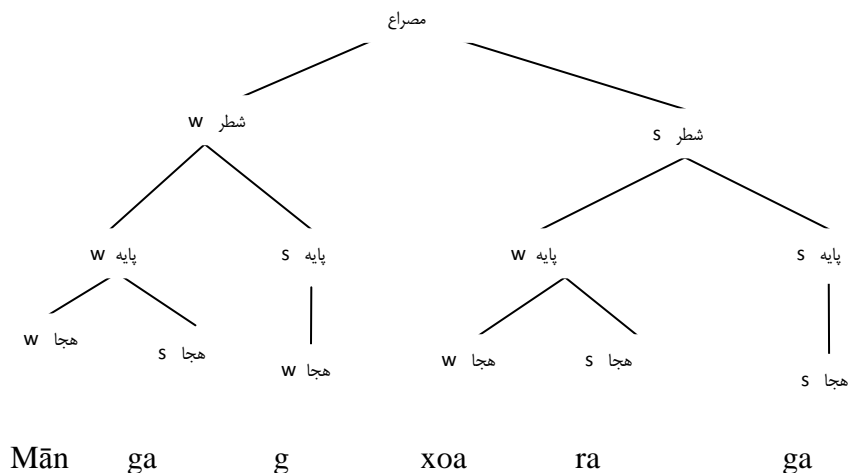 مصراع
شطر w
شطر s
پایه w
پایه s
پایه w
پایه s
هجا w
هجا s
هجا w
هجا w
هجا s
هجا s
Mān ga g xoa ra ga